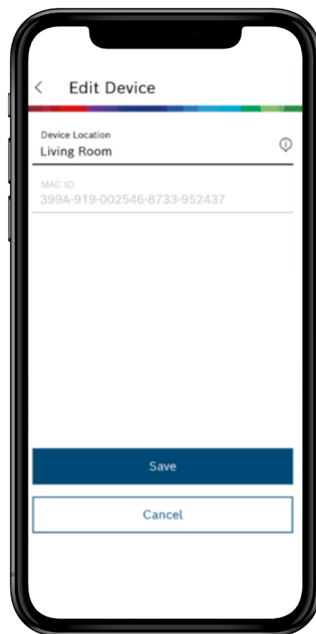 Edit Device
Device Location
Living Room
MAC ID
399A-919-002546-8733-952437
Save
Cancel